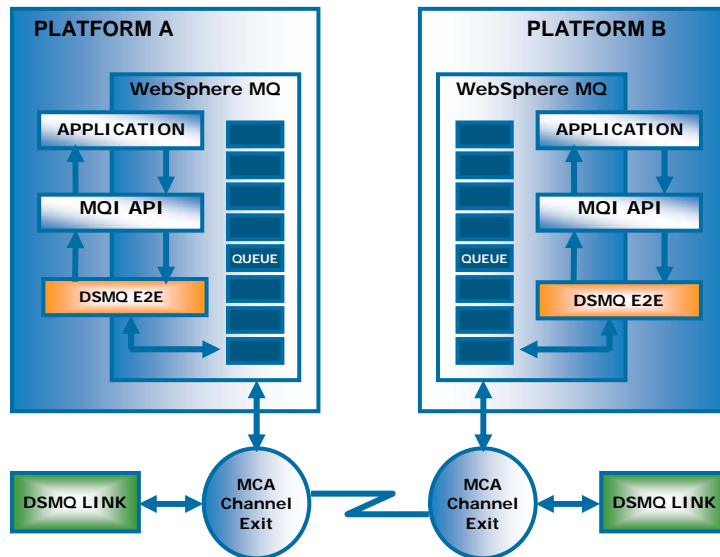 PLATFORM A
WebSphere MQ
APPLICATION
MQI API
QUEUE
DSMQ E2E
PLATFORM B
WebSphere MQ
APPLICATION
MQI API
QUEUE
DSMQ E2E
DSMQ LINK
MCA
Channel
Exit
MCA
Channel
Exit
DSMQ LINK